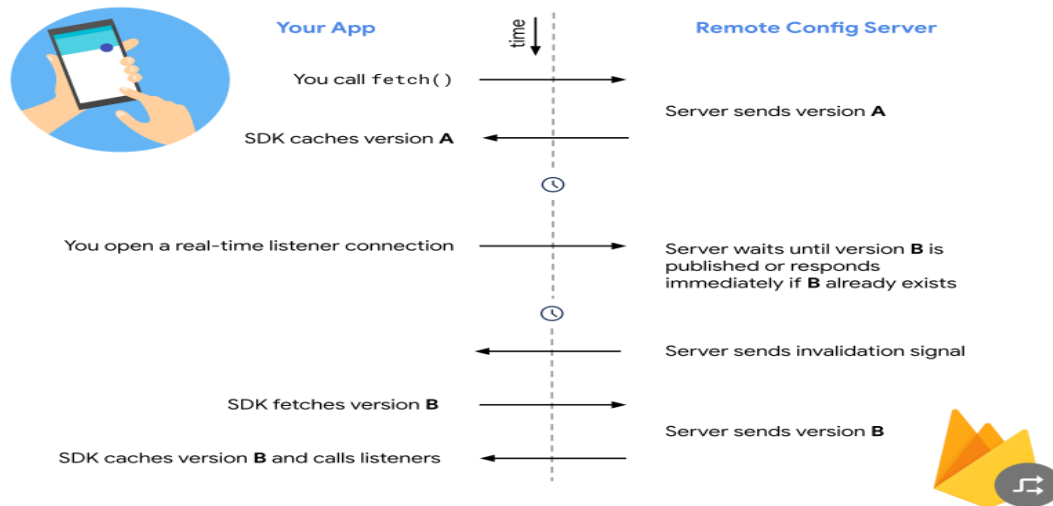 Your App
time
Remote Config Server
You call fetch()
Server sends version A
SDK caches version A
You open a real-time listener connection
Server waits until version B is
published or responds
immediately if B already exists
Server sends invalidation signal
SDK fetches version B
Server sends version B
SDK caches version B and calls listeners